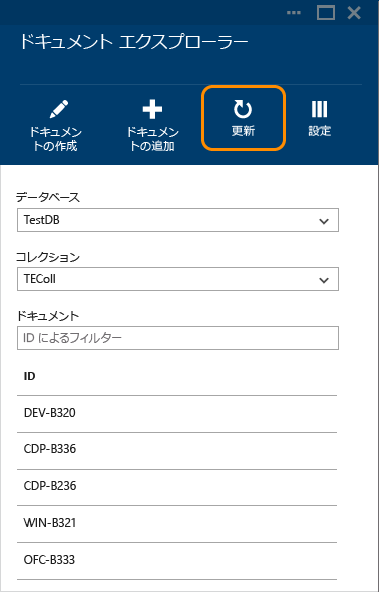 ドキュメント エクスプローラー
ドキュメン
トの作成
ドキュメン
トの追加
更新
設定
データベース
TestDB
コレクション
TEColl
ドキュメント
ID によるフィルター
ID
DEV-B320
CDP-B336
CDP-B236
WIN-B321
OFC-B333